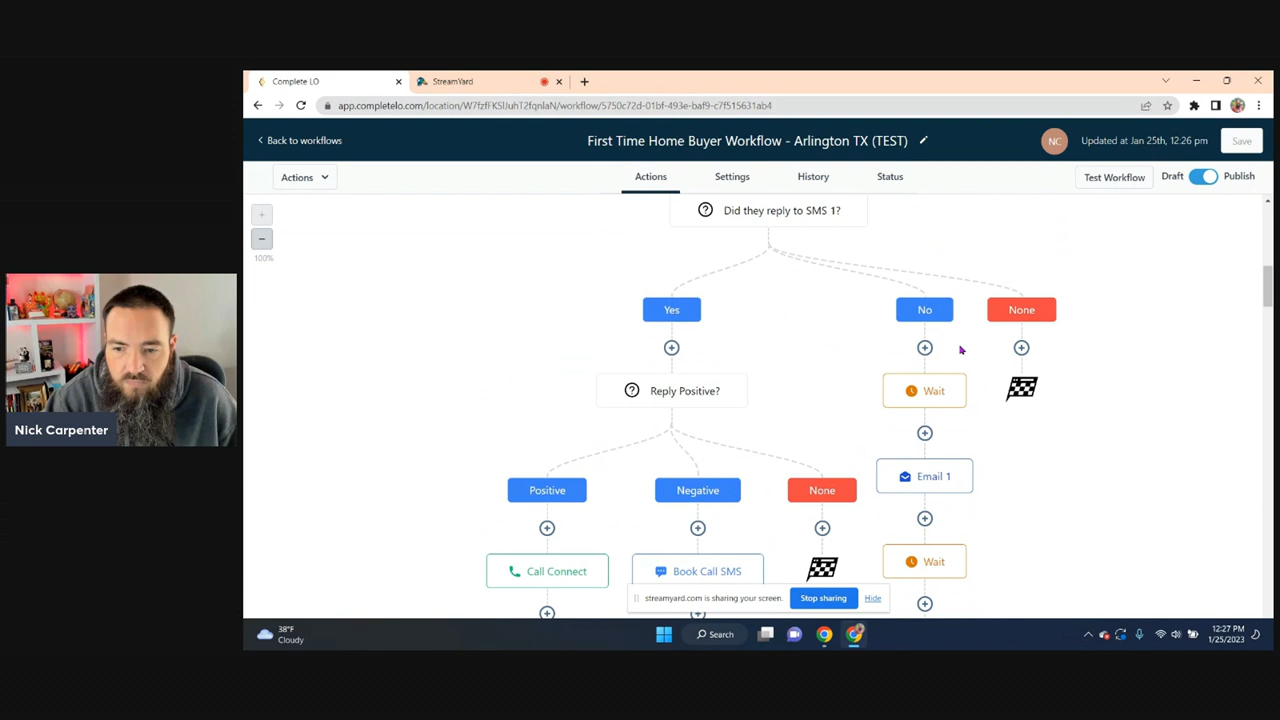 Complete LO
StreamYard
app.completelo.com/location/W7fzfFKSlJuhT2fqnlaN/workflow/5750c72d-01bf-493e-baf9-c7f515631ab4
Back to workflows
First Time Home Buyer Workflow - Arlington TX (TEST)
NC
Updated at Jan 25th, 12:26 pm
Save
Actions
Actions
Settings
History
Status
Test Workflow
Draft
Publish
100%
Did they reply to SMS 1?
Yes
No
None
Reply Positive?
Wait
Email 1
Positive
Negative
None
Wait
Call Connect
Book Call SMS
streamyard.com is sharing your screen.
Stop sharing
Hide
Nick Carpenter
38°F
Cloudy
Search
12:27 PM
1/25/2023